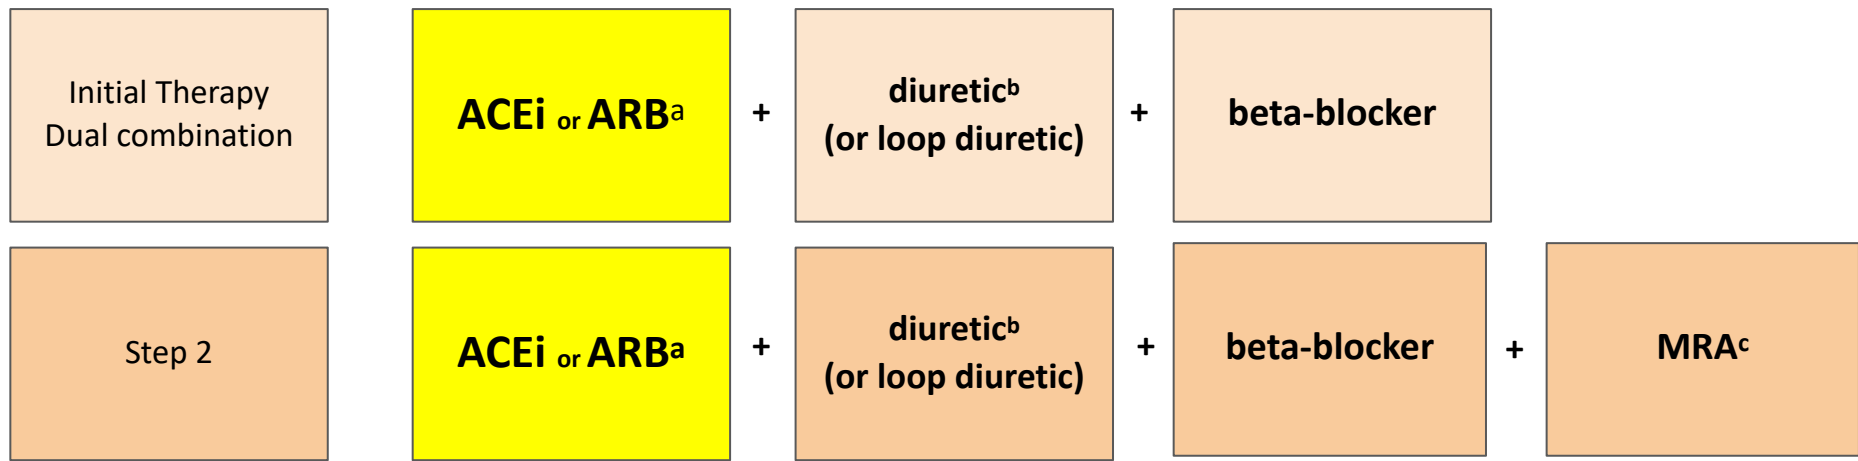 Initial Therapy
Dual combination
ACEi or ARBᵃ
+
diureticᵇ
(or loop diuretic)
+
beta-blocker
Step 2
ACEi or ARBᵃ
+
diureticᵇ
(or loop diuretic)
+
beta-blocker
+
MRAᶜ